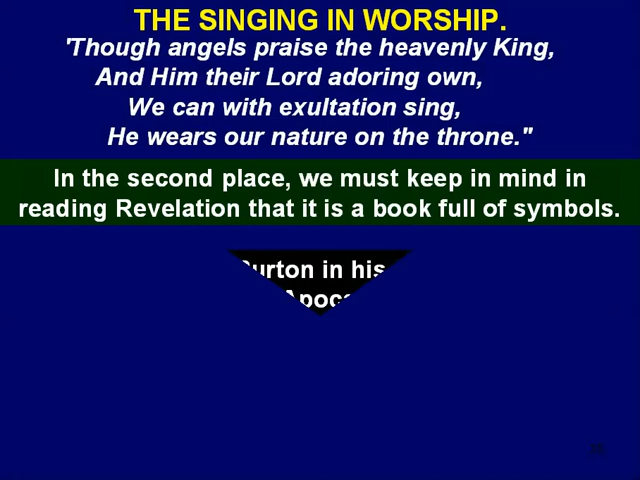 THE SINGING IN WORSHIP.
'Though angels praise the heavenly King,
And Him their Lord adoring own,
We can with exultation sing,
He wears our nature on the throne."
In the second place, we must keep in mind in
reading Revelation that it is a book full of symbols.
Burton in his